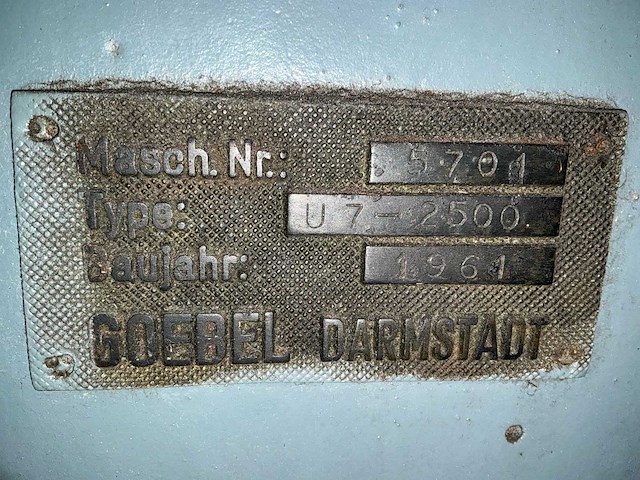 Masch. Nr.: 5701
Type: U 7-2500
Baujahr: 1961
GOEBEL DARMSTADT